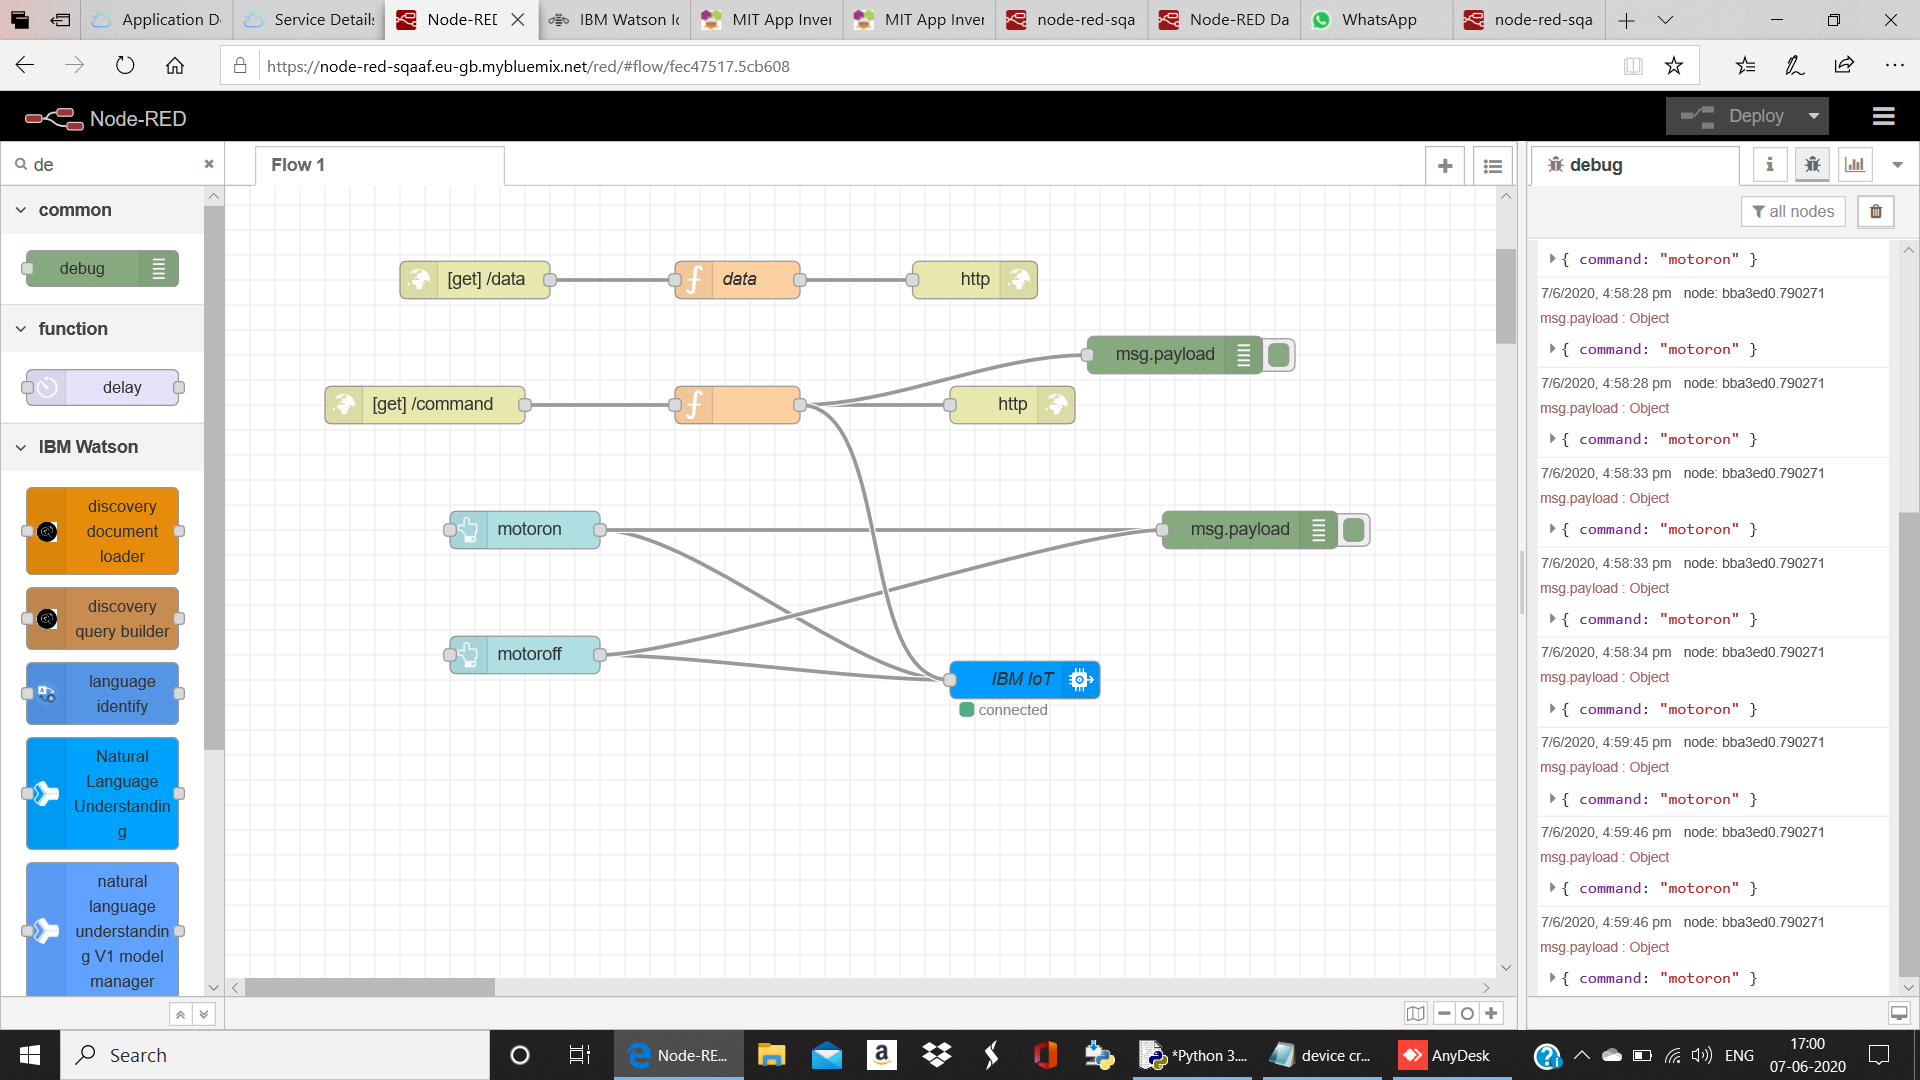 Application De
Service Details
Node-RED
IBM Watson Io
MIT App Inver
MIT App Inver
node-red-sqa
Node-RED Da
WhatsApp
node-red-sqa
https://node-red-sqaaf.eu-gb.mybluemix.net/red/#flow/fec47517.5cb608
Node-RED
Deploy
de
Flow 1
debug
all nodes
common
debug
function
delay
IBM Watson
discovery
document
loader
discovery
query builder
language
identify
Natural
Language
Understandin
g
natural
language
understandin
g V1 model
manager
[get] /data
data
http
msg.payload
[get] /command
http
motoron
msg.payload
motoroff
IBM IoT
connected
{ command: "motoron" }
7/6/2020, 4:58:28 pm node: bba3ed0.790271
msg.payload : Object
{ command: "motoron" }
7/6/2020, 4:58:28 pm node: bba3ed0.790271
msg.payload : Object
{ command: "motoron" }
7/6/2020, 4:58:33 pm node: bba3ed0.790271
msg.payload : Object
{ command: "motoron" }
7/6/2020, 4:58:33 pm node: bba3ed0.790271
msg.payload : Object
{ command: "motoron" }
7/6/2020, 4:58:34 pm node: bba3ed0.790271
msg.payload : Object
{ command: "motoron" }
7/6/2020, 4:59:45 pm node: bba3ed0.790271
msg.payload : Object
{ command: "motoron" }
7/6/2020, 4:59:46 pm node: bba3ed0.790271
msg.payload : Object
{ command: "motoron" }
7/6/2020, 4:59:46 pm node: bba3ed0.790271
msg.payload : Object
{ command: "motoron" }
Search
Node-RE...
*Python 3....
device cr...
AnyDesk
ENG
17:00
07-06-2020